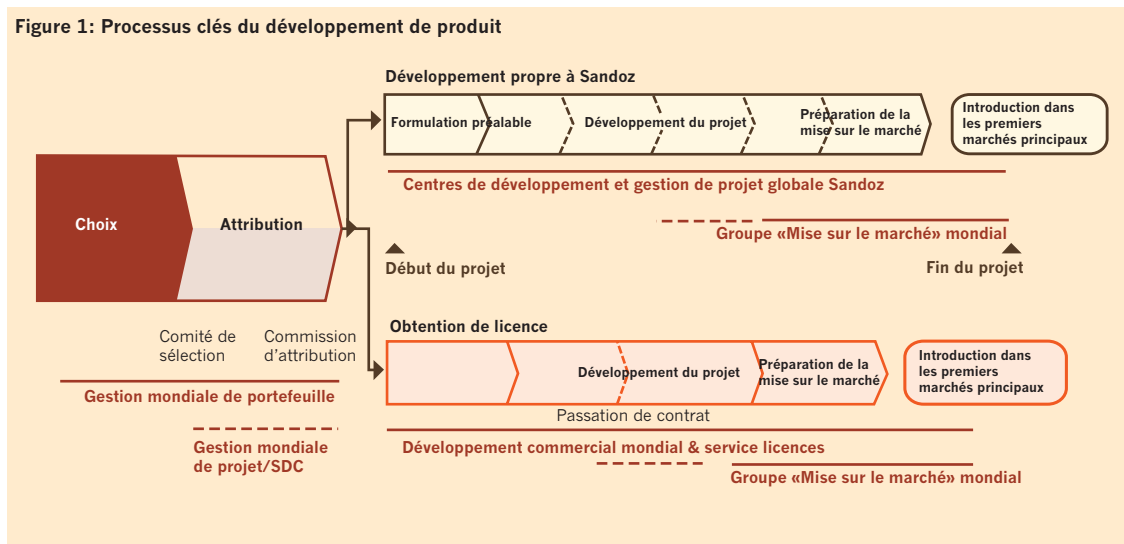 Figure 1: Processus clés du développement de produit
Développement propre à Sandoz
Formulation préalable
Développement du projet
Préparation de la
mise sur le marché
Introduction dans
les premiers
marchés principaux
Centres de développement et gestion de projet globale Sandoz
Choix
Attribution
Groupe «Mise sur le marché» mondial
Début du projet
Fin du projet
Comité de
sélection
Commission
d'attribution
Gestion mondiale de portefeuille
Gestion mondiale
de projet/SDC
Obtention de licence
Développement du projet
Préparation de la
mise sur le marché
Introduction dans
les premiers
marchés principaux
Passation de contrat
Développement commercial mondial & service licences
Groupe «Mise sur le marché» mondial